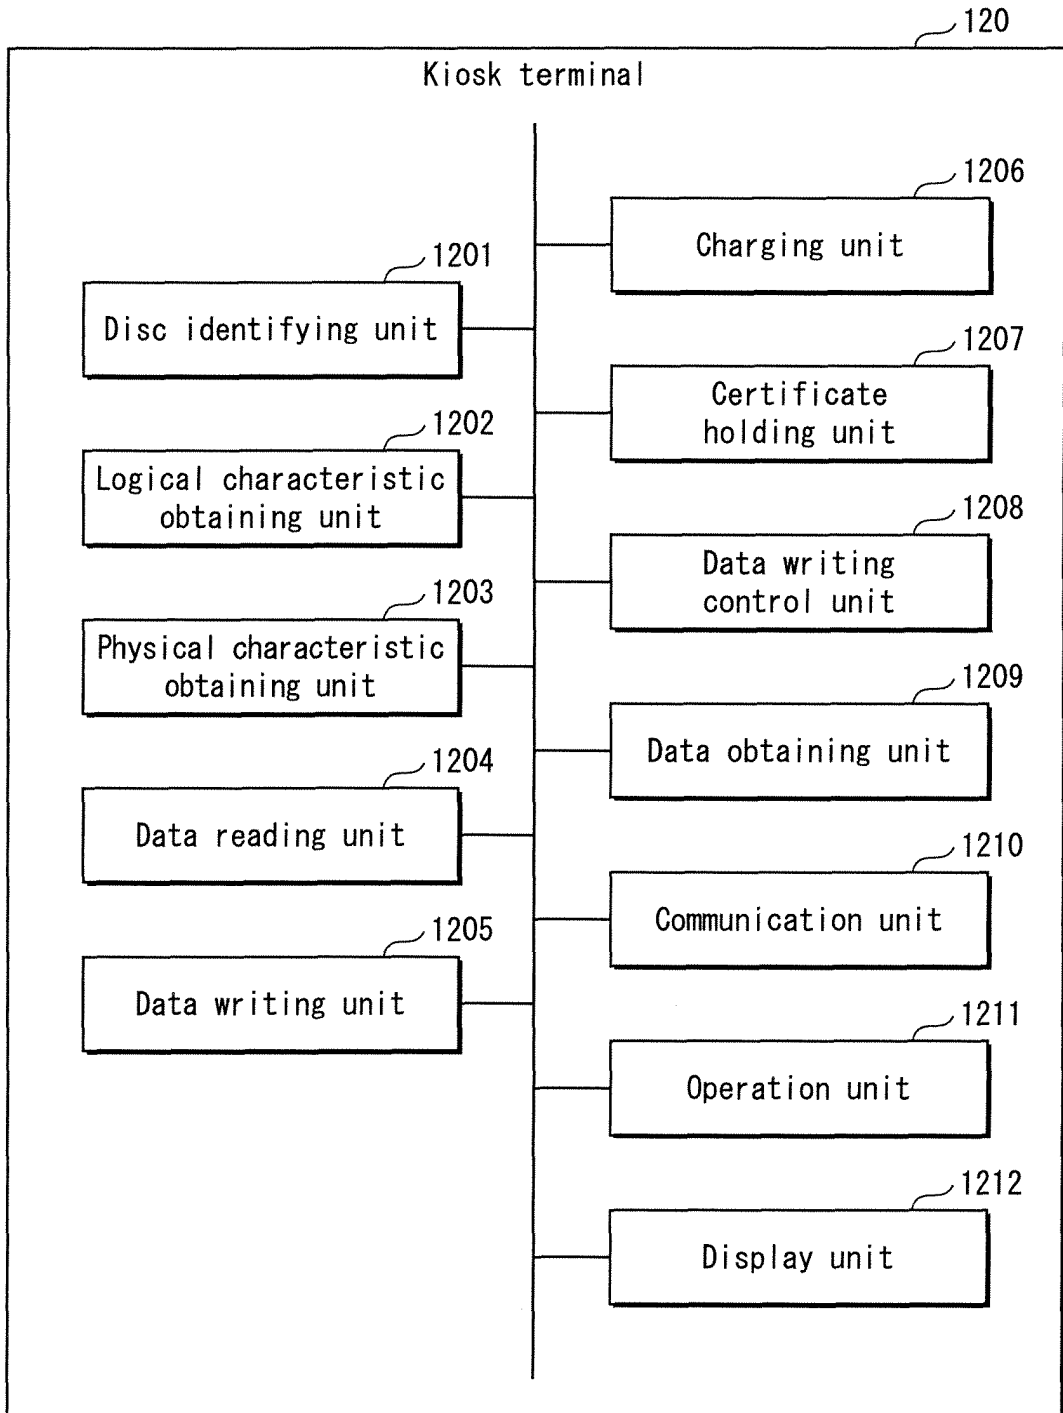 120
Kiosk terminal
1201
Disc identifying unit
1202
Logical characteristic
obtaining unit
1203
Physical characteristic
obtaining unit
1204
Data reading unit
1205
Data writing unit
1206
Charging unit
1207
Certificate
holding unit
1208
Data writing
control unit
1209
Data obtaining unit
1210
Communication unit
1211
Operation unit
1212
Display unit